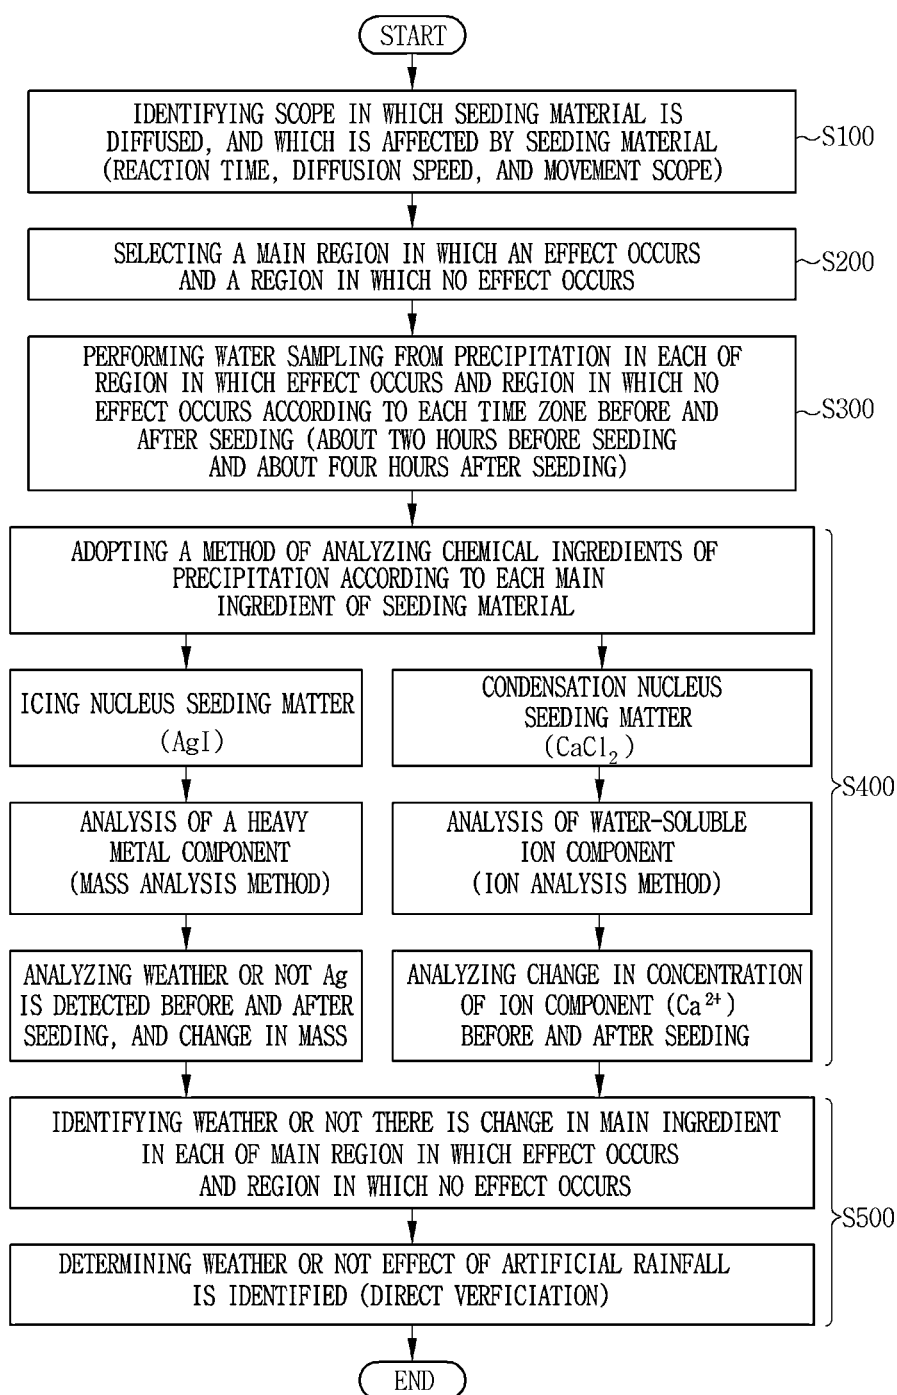 START
IDENTIFYING SCOPE IN WHICH SEEDING MATERIAL IS
DIFFUSED, AND WHICH IS AFFECTED BY SEEDING MATERIAL
(REACTION TIME, DIFFUSION SPEED, AND MOVEMENT SCOPE)
S100
SELECTING A MAIN REGION IN WHICH AN EFFECT OCCURS
AND A REGION IN WHICH NO EFFECT OCCURS
S200
PERFORMING WATER SAMPLING FROM PRECIPITATION IN EACH OF
REGION IN WHICH EFFECT OCCURS AND REGION IN WHICH NO
EFFECT OCCURS ACCORDING TO EACH TIME ZONE BEFORE AND
AFTER SEEDING (ABOUT TWO HOURS BEFORE SEEDING
AND ABOUT FOUR HOURS AFTER SEEDING)
S300
ADOPTING A METHOD OF ANALYZING CHEMICAL INGREDIENTS OF
PRECIPITATION ACCORDING TO EACH MAIN
INGREDIENT OF SEEDING MATERIAL
ICING NUCLEUS SEEDING MATTER
(AgI)
CONDENSATION NUCLEUS
SEEDING MATTER
(CaCl₂)
S400
ANALYSIS OF A HEAVY
METAL COMPONENT
(MASS ANALYSIS METHOD)
ANALYSIS OF WATER-SOLUBLE
ION COMPONENT
(ION ANALYSIS METHOD)
ANALYZING WEATHER OR NOT Ag
IS DETECTED BEFORE AND AFTER
SEEDING, AND CHANGE IN MASS
ANALYZING CHANGE IN CONCENTRATION
OF ION COMPONENT (Ca²⁺)
BEFORE AND AFTER SEEDING
IDENTIFYING WEATHER OR NOT THERE IS CHANGE IN MAIN INGREDIENT
IN EACH OF MAIN REGION IN WHICH EFFECT OCCURS
AND REGION IN WHICH NO EFFECT OCCURS
S500
DETERMINING WEATHER OR NOT EFFECT OF ARTIFICIAL RAINFALL
IS IDENTIFIED (DIRECT VERFICIATION)
END